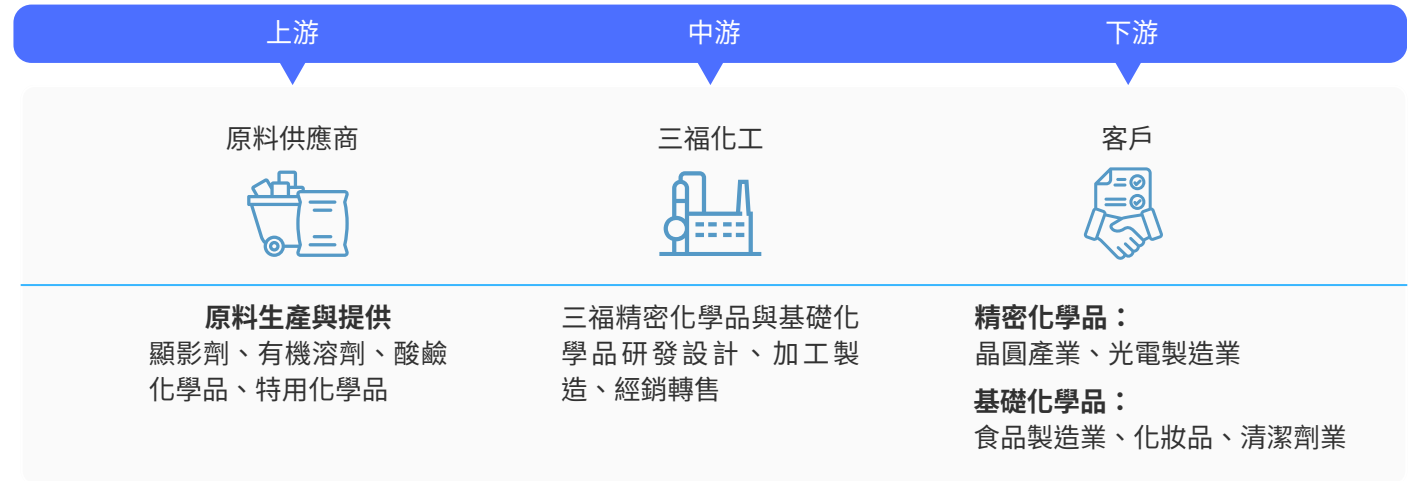 上游
中游
下游
原料供應商
三福化工
客戶
原料生產與提供
顯影劑、有機溶劑、酸鹼
化學品、特用化學品
三福精密化學品與基礎化
學品研發設計、加工製
造、經銷轉售
精密化學品：
晶圓產業、光電製造業
基礎化學品：
食品製造業、化妝品、清潔劑業